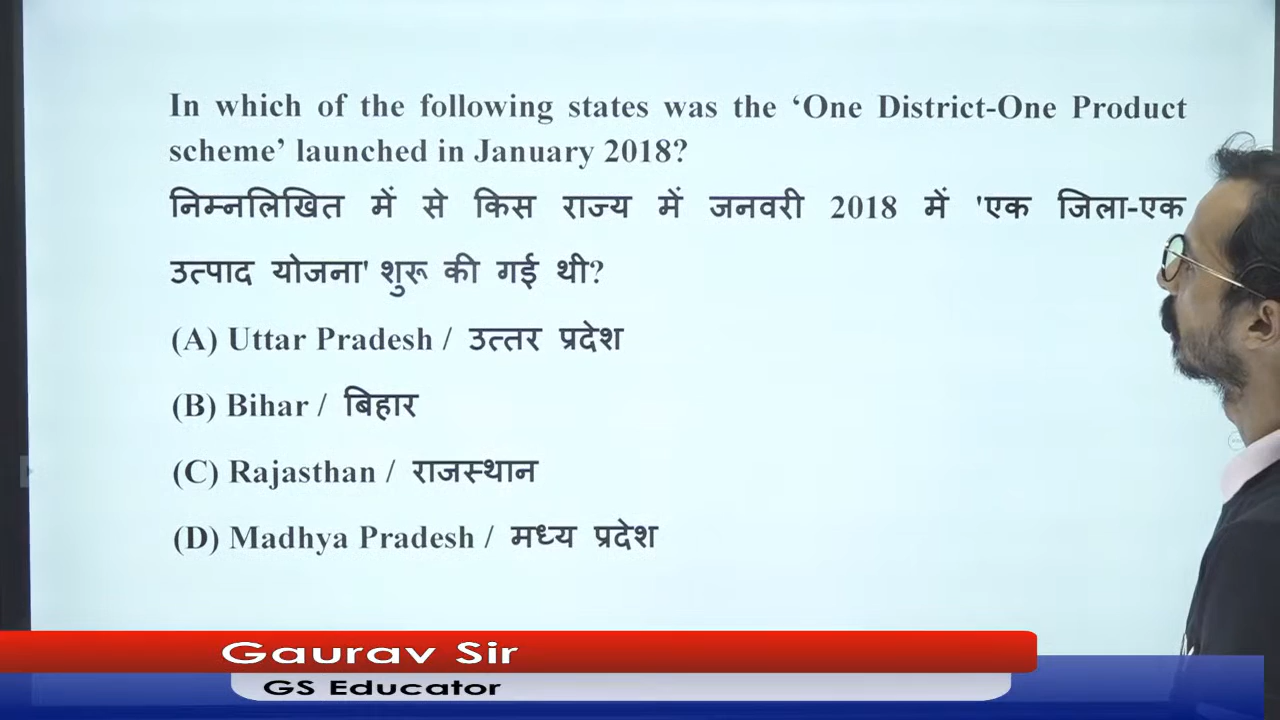 In which of the following states was the ‘One District-One Product
scheme’ launched in January 2018?
निम्नलिखित में से किस राज्य में जनवरी 2018 में 'एक जिला-एक
उत्पाद योजना' शुरू की गई थी?
(A) Uttar Pradesh / उत्तर प्रदेश
(B) Bihar / बिहार
(C) Rajasthan / राजस्थान
(D) Madhya Pradesh / मध्य प्रदेश
Gaurav Sir
GS Educator